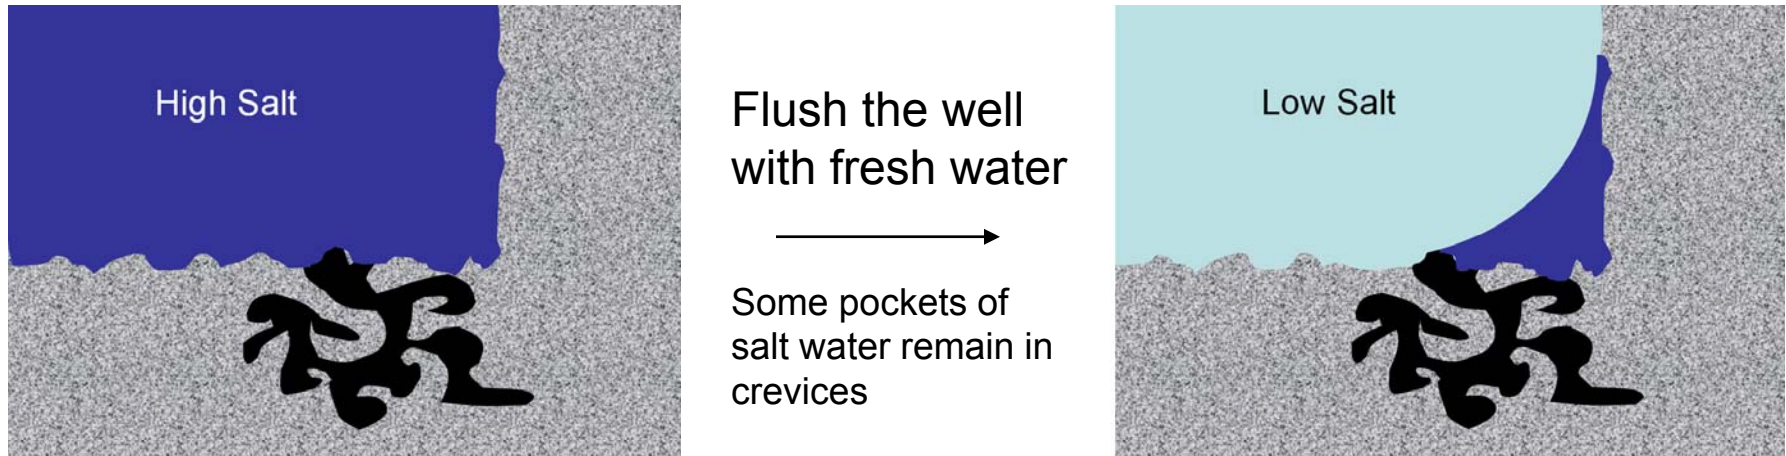 High Salt
Flush the well
with fresh water
Some pockets of
salt water remain in
crevices
Low Salt